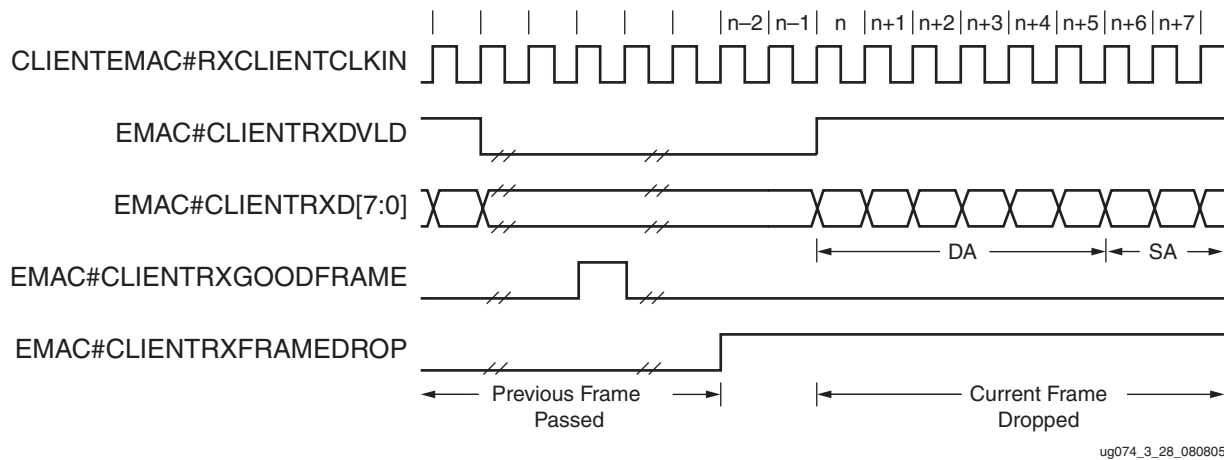 n–2 n–1 n n+1 n+2 n+3 n+4 n+5 n+6 n+7
CLIENTEMAC#RXCLIENTCLKIN
EMAC#CLIENTRXDVLD
EMAC#CLIENTRXD[7:0]
DA SA
EMAC#CLIENTRXGOODFRAME
EMAC#CLIENTRXFRAMEDROP
Previous Frame
Passed
Current Frame
Dropped
ug074_3_28_080805